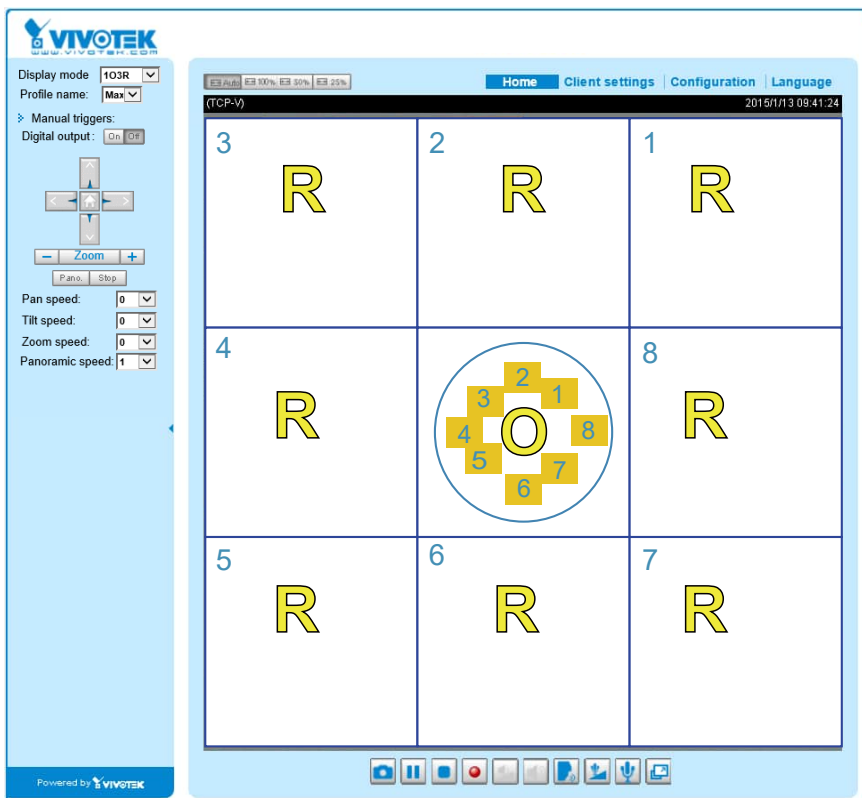 VIVOTEK
www.vivotek.com
Display mode 1O3R
Profile name: Max
Manual triggers:
Digital output: On Off
Zoom
Pano. Stop
Pan speed: 0
Tilt speed: 0
Zoom speed: 0
Panoramic speed: 1
Powered by VIVOTEK
Auto 100% 50% 25%
Home Client settings Configuration Language
(TCP-V) 2015/1/13 09:41:24
3 2 1
R R R
4 8
R R
2
3 1
O
4 8
5 7
6
5 6 7
R R R